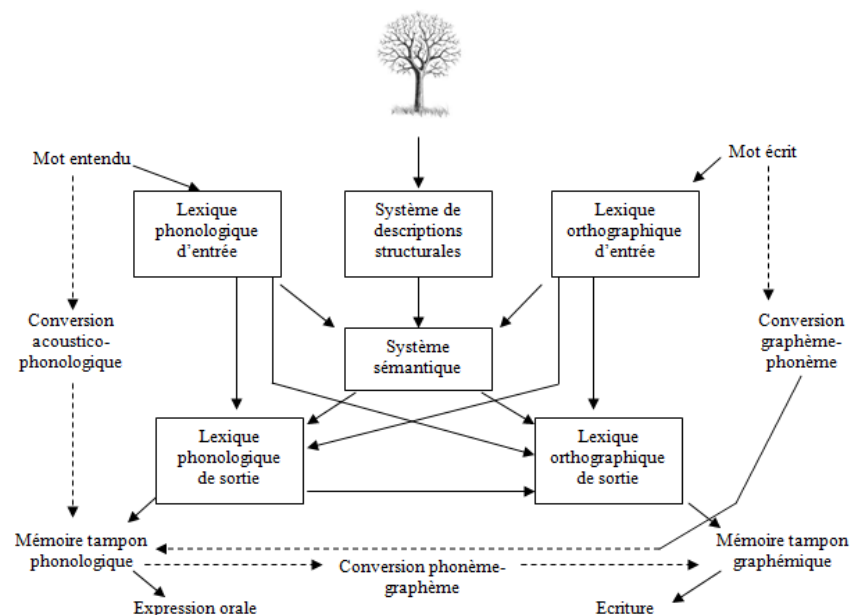 Mot entendu
Mot écrit
Lexique
phonologique
d'entrée
Système de
descriptions
structurales
Lexique
orthographique
d'entrée
Conversion
acoustico-
phonologique
Système
sémantique
Conversion
graphème-
phonème
Lexique
phonologique
de sortie
Lexique
orthographique
de sortie
Mémoire tampon
phonologique
Conversion phonème-
graphème
Mémoire tampon
graphémique
Expression orale
Ecriture